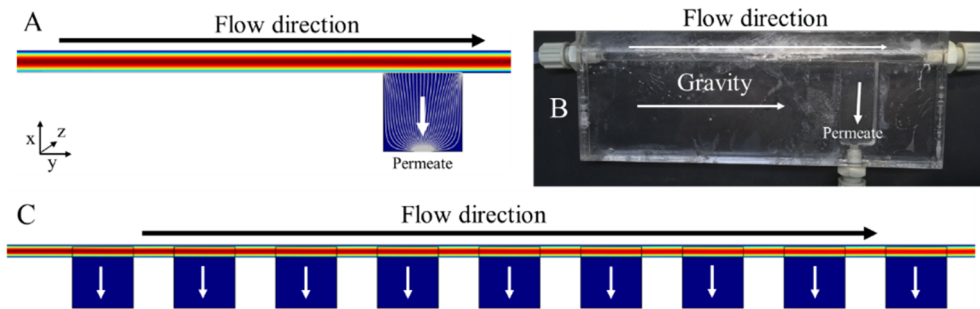 A
Flow direction
Permeate
x
z
y
Flow direction
Gravity
B
Permeate
C
Flow direction